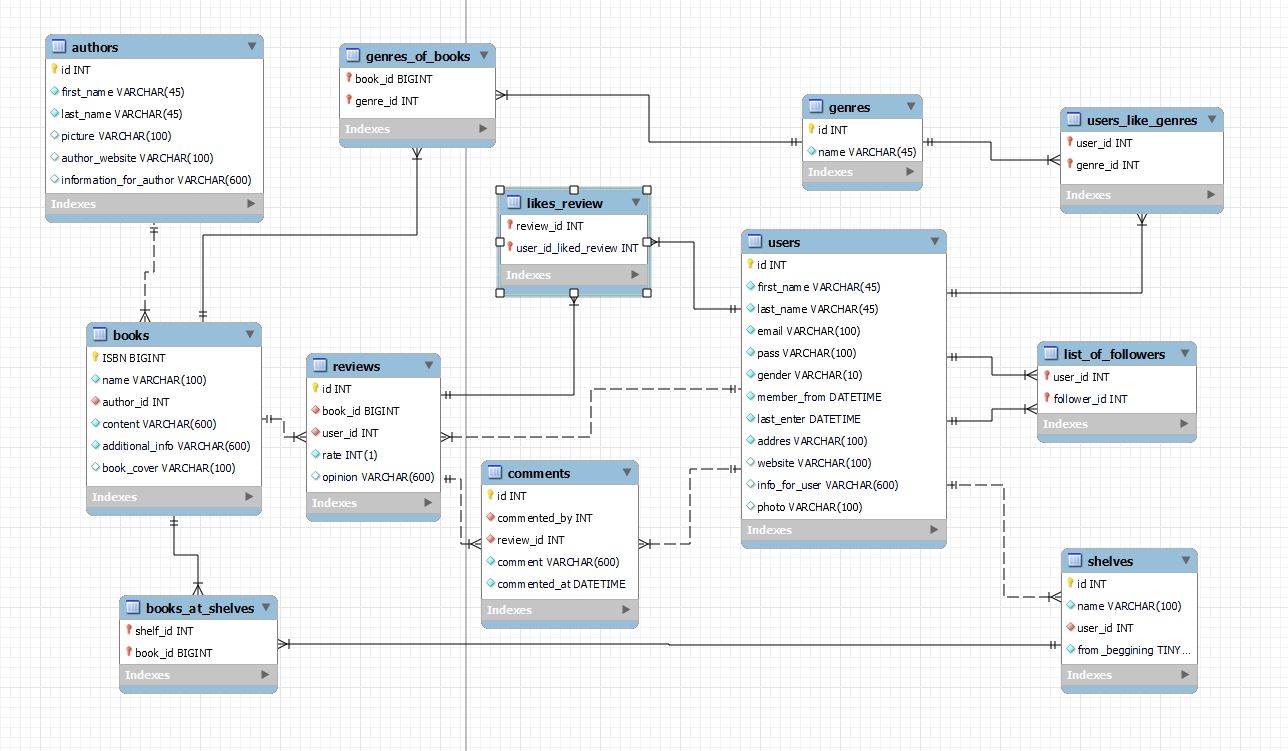 authors
id INT
first_name VARCHAR(45)
last_name VARCHAR(45)
picture VARCHAR(100)
author_website VARCHAR(100)
information_for_author VARCHAR(600)
Indexes
genres_of_books
book_id BIGINT
genre_id INT
Indexes
genres
id INT
name VARCHAR(45)
Indexes
users_like_genres
user_id INT
genre_id INT
Indexes
likes_review
review_id INT
user_id_liked_review INT
Indexes
users
id INT
first_name VARCHAR(45)
last_name VARCHAR(45)
email VARCHAR(100)
pass VARCHAR(100)
gender VARCHAR(10)
member_from DATETIME
last_enter DATETIME
addres VARCHAR(100)
website VARCHAR(100)
info_for_user VARCHAR(600)
photo VARCHAR(100)
Indexes
books
ISBN BIGINT
name VARCHAR(100)
author_id INT
content VARCHAR(600)
additional_info VARCHAR(600)
book_cover VARCHAR(100)
Indexes
reviews
id INT
book_id BIGINT
user_id INT
rate INT(1)
opinion VARCHAR(600)
Indexes
list_of_followers
user_id INT
follower_id INT
Indexes
comments
id INT
commented_by INT
review_id INT
comment VARCHAR(600)
commented_at DATETIME
Indexes
shelves
id INT
name VARCHAR(100)
user_id INT
from_beggining TINY...
Indexes
books_at_shelves
shelf_id INT
book_id BIGINT
Indexes